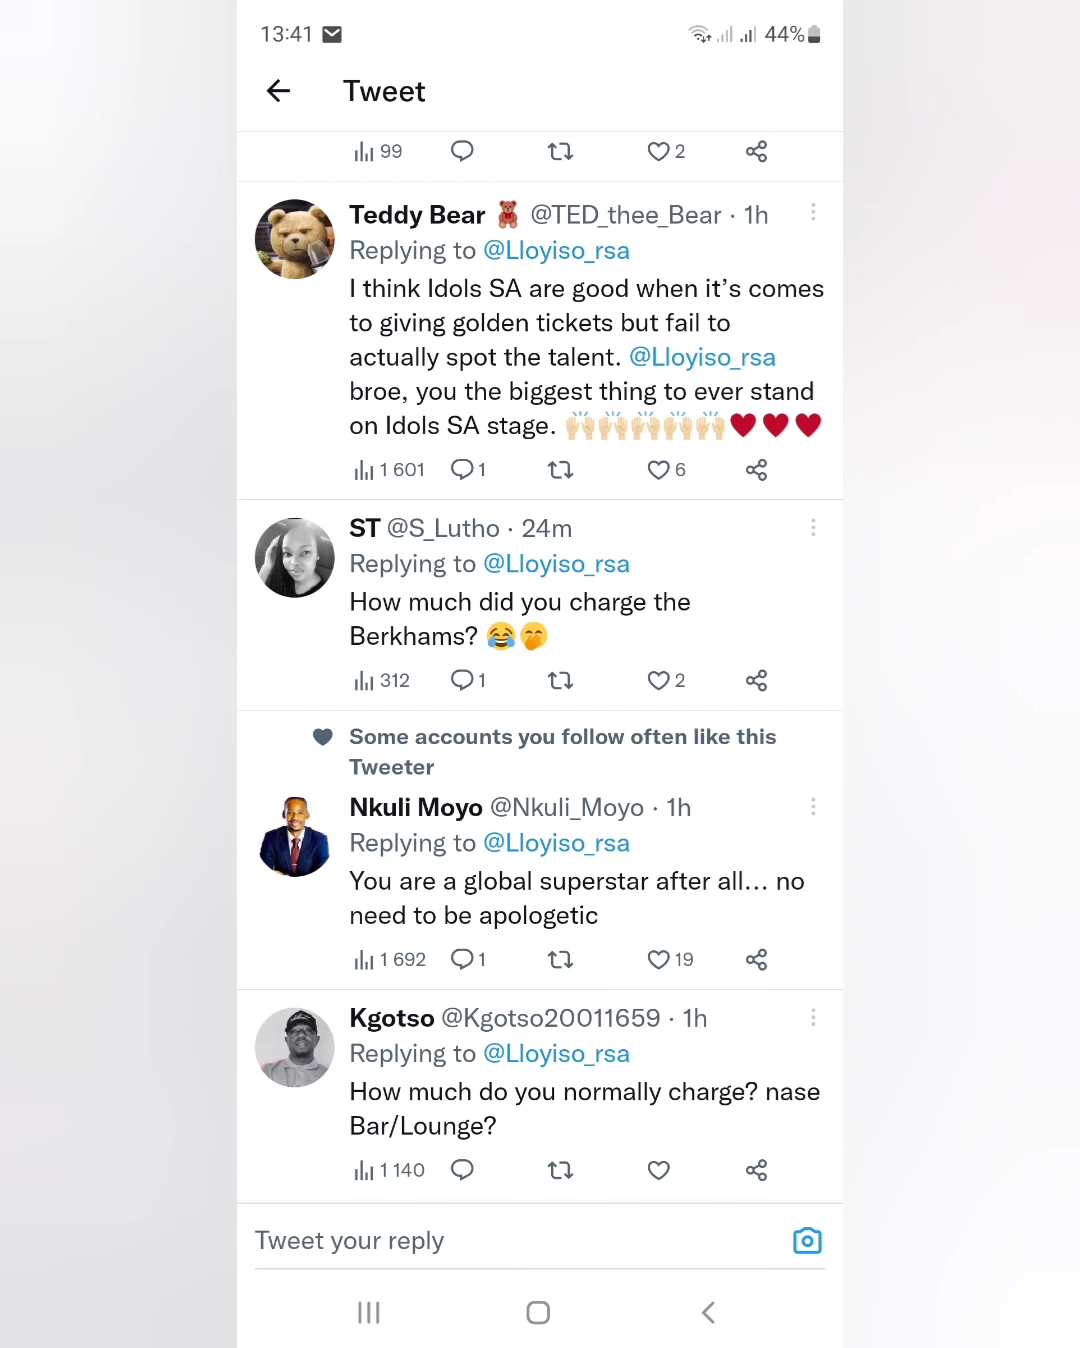 13:41 44%
Tweet
99 2
Teddy Bear 🧸 @TED_thee_Bear · 1h
Replying to @Lloyiso_rsa
I think Idols SA are good when it's comes
to giving golden tickets but fail to
actually spot the talent. @Lloyiso_rsa
broe, you the biggest thing to ever stand
on Idols SA stage. 🙌🏻🙌🏻🙌🏻🙌🏻🙌🏻♥️♥️♥️
1 601 1 6
ST @S_Lutho · 24m
Replying to @Lloyiso_rsa
How much did you charge the
Berkhams? 😂🤭
312 1 2
Some accounts you follow often like this
Tweeter
Nkuli Moyo @Nkuli_Moyo · 1h
Replying to @Lloyiso_rsa
You are a global superstar after all... no
need to be apologetic
1 692 1 19
Kgotso @Kgotso20011659 · 1h
Replying to @Lloyiso_rsa
How much do you normally charge? nase
Bar/Lounge?
1 140
Tweet your reply